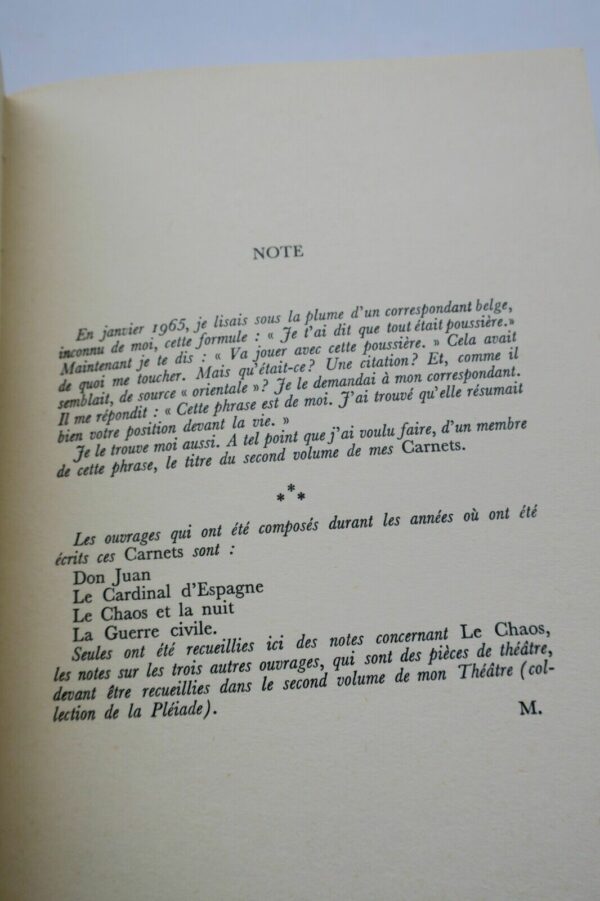 NOTE
En janvier 1965, je lisais sous la plume d'un correspondant belge,
inconnu de moi, cette formule : « Je t'ai dit que tout était poussière.»
Maintenant je te dis : « Va jouer avec cette poussière. » Cela avait
de quoi me toucher. Mais qu'était-ce? Une citation? Et, comme il
semblait, de source « orientale »? Je le demandai à mon correspondant.
Il me répondit : « Cette phrase est de moi. J'ai trouvé qu'elle résumait
bien votre position devant la vie. »
Je le trouve moi aussi. A tel point que j'ai voulu faire, d'un membre
de cette phrase, le titre du second volume de mes Carnets.
***
Les ouvrages qui ont été composés durant les années où ont été
écrits ces Carnets sont :
Don Juan
Le Cardinal d'Espagne
Le Chaos et la nuit
La Guerre civile.
Seules ont été recueillies ici des notes concernant Le Chaos,
les notes sur les trois autres ouvrages, qui sont des pièces de théâtre,
devant être recueillies dans le second volume de mon Théâtre (col-
lection de la Pléiade).
M.